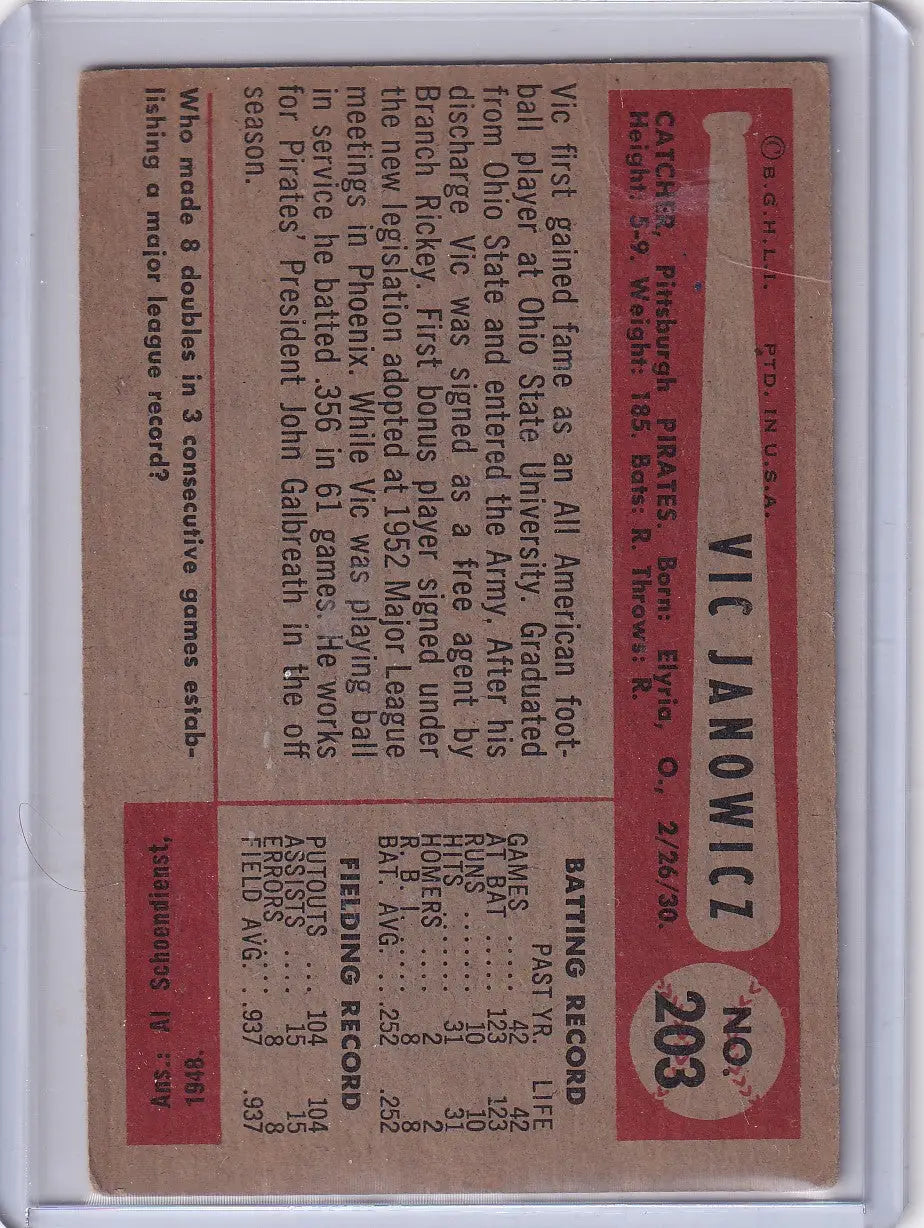 © B.G.H.L.I. PTD. IN U.S.A.
VIC JANOWICZ
NO.
203
CATCHER, Pittsburgh PIRATES. Born: Elyria, O., 2/26/30.
Height: 5-9. Weight: 185. Bats: R. Throws: R.
Vic first gained fame as an All American foot-
ball player at Ohio State University. Graduated
from Ohio State and entered the Army. After his
discharge Vic was signed as a free agent by
Branch Rickey. First bonus player signed under
the new legislation adopted at 1952 Major League
meetings in Phoenix. While Vic was playing ball
in service he batted .356 in 61 games. He works
for Pirates' President John Galbreath in the off
season.
BATTING RECORD
PAST YR. LIFE
GAMES .... 42 42
AT BAT .... 123 123
RUNS ...... 10 10
HITS ...... 31 31
HOMERS.... 2 2
R. B. I..... 8 8
BAT. AVG. . .252 .252
FIELDING RECORD
PUTOUTS ... 104 104
ASSISTS .... 15 15
ERRORS..... 8 8
FIELD AVG.. .937 .937
Who made 8 doubles in 3 consecutive games estab-
lishing a major league record?
Ans.: Al Schoendienst,
1948.